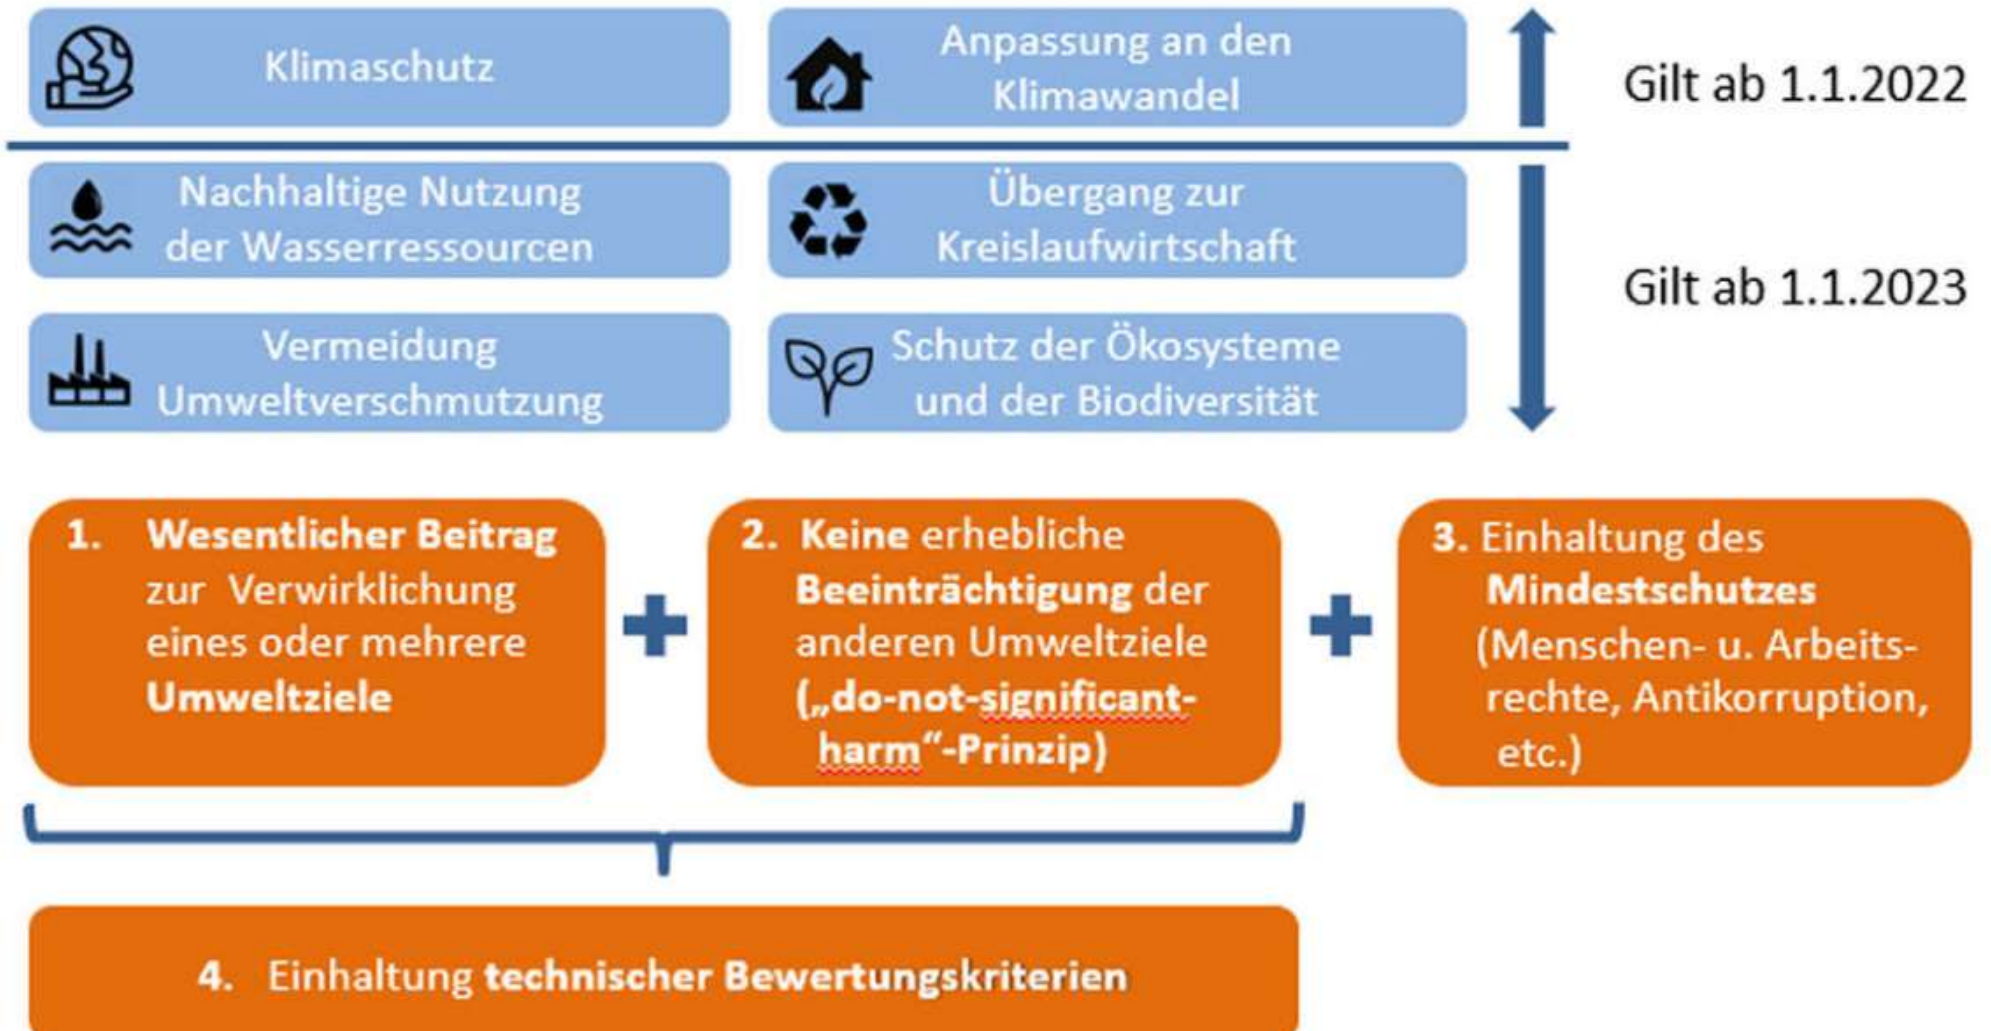 Klimaschutz
Anpassung an den
Klimawandel
Gilt ab 1.1.2022
Nachhaltige Nutzung
der Wasserressourcen
Übergang zur
Kreislaufwirtschaft
Gilt ab 1.1.2023
Vermeidung
Umweltverschmutzung
Schutz der Ökosysteme
und der Biodiversität
1. Wesentlicher Beitrag
zur Verwirklichung
eines oder mehrere
Umweltziele
2. Keine erhebliche
Beeinträchtigung der
anderen Umweltziele
(„do-not-significant-
harm“-Prinzip)
3. Einhaltung des
Mindestschutzes
(Menschen- u. Arbeits-
rechte, Antikorruption,
etc.)
4. Einhaltung technischer Bewertungskriterien